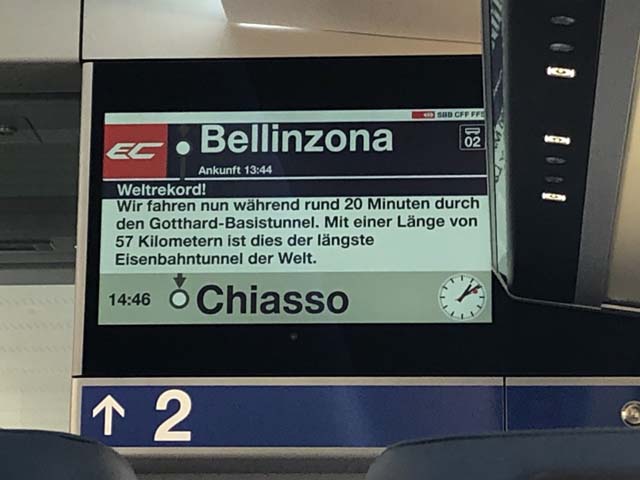 SBB CFF FFS
EC Bellinzona 02
Ankunft 13:44
Weltrekord!
Wir fahren nun während rund 20 Minuten durch
den Gotthard-Basistunnel. Mit einer Länge von
57 Kilometern ist dies der längste
Eisenbahntunnel der Welt.
14:46 Chiasso
2